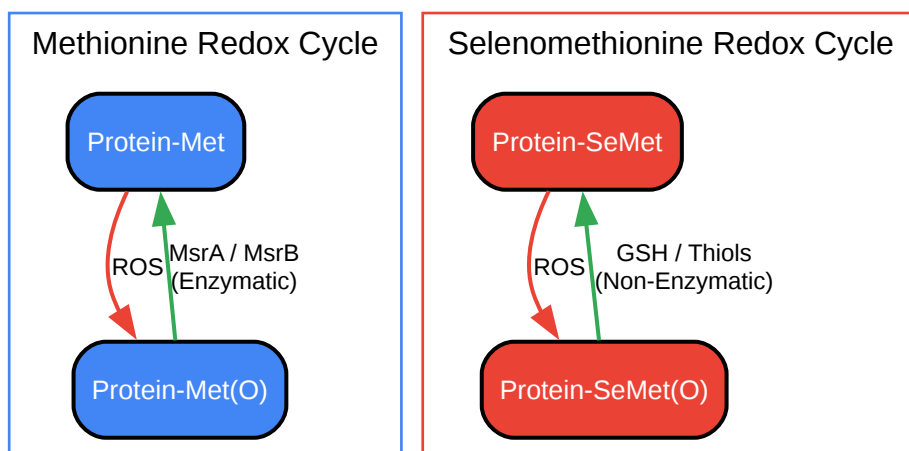 Methionine Redox Cycle
Protein-Met
ROS
MsrA / MsrB
(Enzymatic)
Protein-Met(O)
Selenomethionine Redox Cycle
Protein-SeMet
ROS
GSH / Thiols
(Non-Enzymatic)
Protein-SeMet(O)